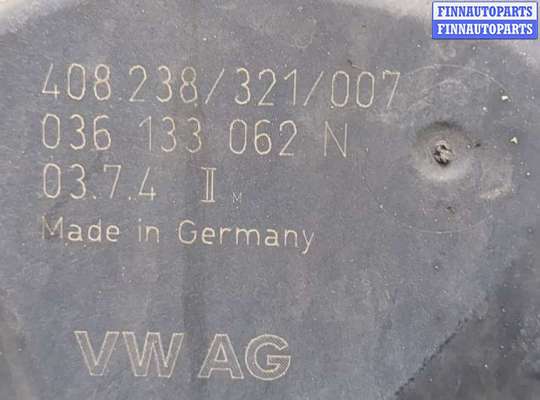 FINNAUTOPARTS
FINNAUTOPARTS
408.238/321/007
036 133 062 N
03.7.4 II M
Made in Germany
VW AG